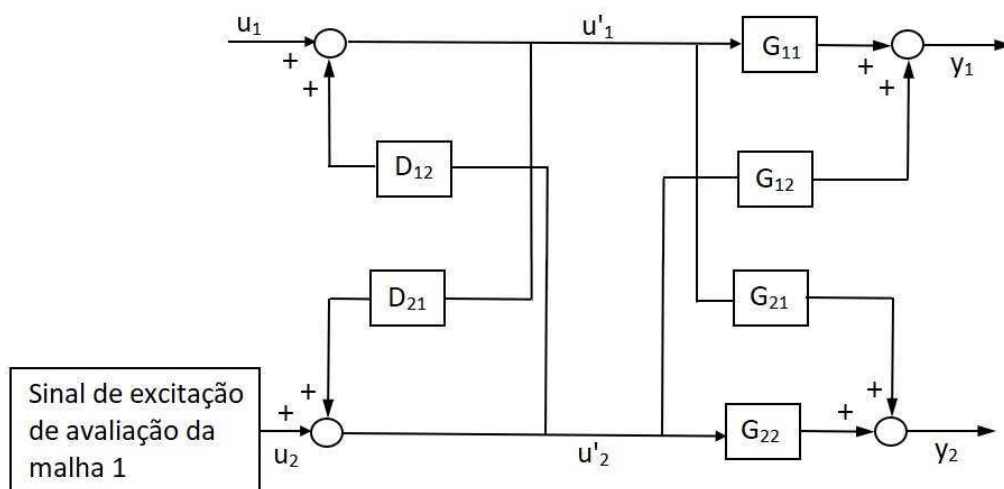 u₁
u'₁
G₁₁
y₁
+
+
+
+
D₁₂
G₁₂
D₂₁
G₂₁
Sinal de excitação
de avaliação da
malha 1
+
+
u₂
u'₂
G₂₂
+
+
y₂